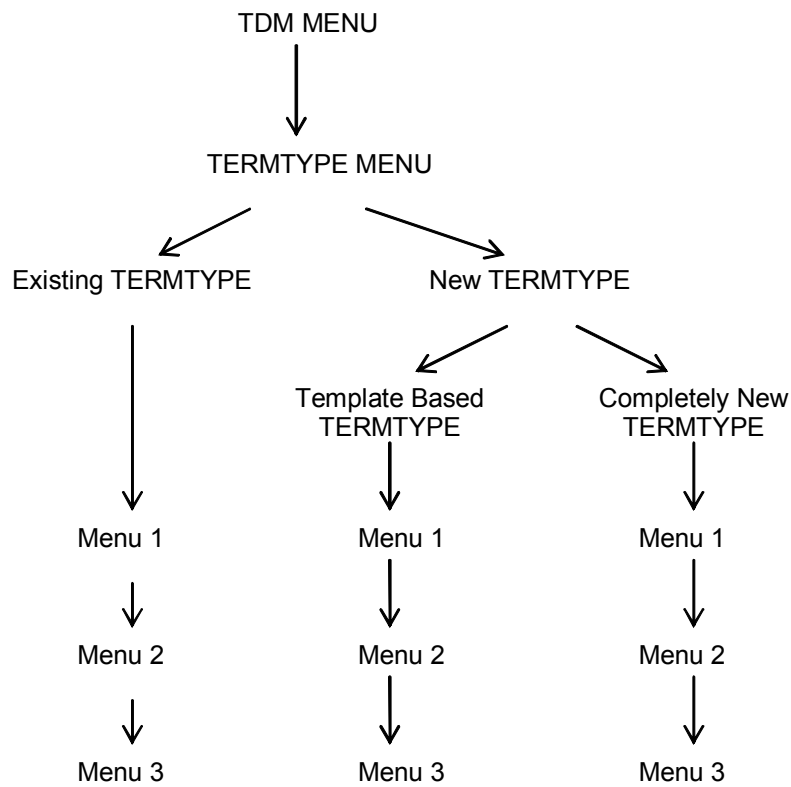 TDM MENU
TERMTYPE MENU
Existing TERMTYPE
New TERMTYPE
Template Based
TERMTYPE
Completely New
TERMTYPE
Menu 1
Menu 1
Menu 1
Menu 2
Menu 2
Menu 2
Menu 3
Menu 3
Menu 3